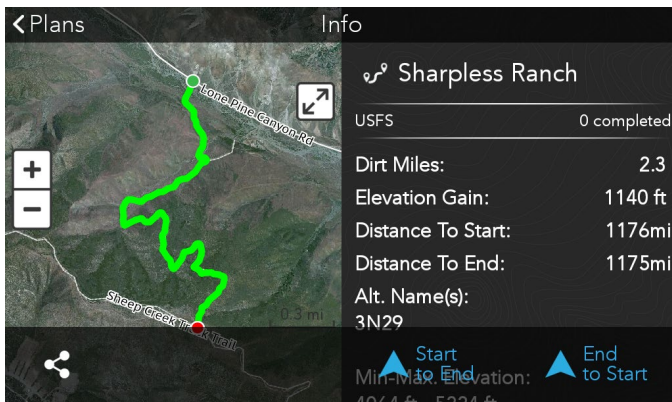 Plans
Info
Lone Pine Canyon Rd
+
−
Sheep Creek Truck Trail
0.3 mi
Sharpless Ranch
USFS 0 completed
Dirt Miles: 2.3
Elevation Gain: 1140 ft
Distance To Start: 1176mi
Distance To End: 1175mi
Alt. Name(s):
3N29
Start
to End
End
to Start
Min-Max. Elevation: